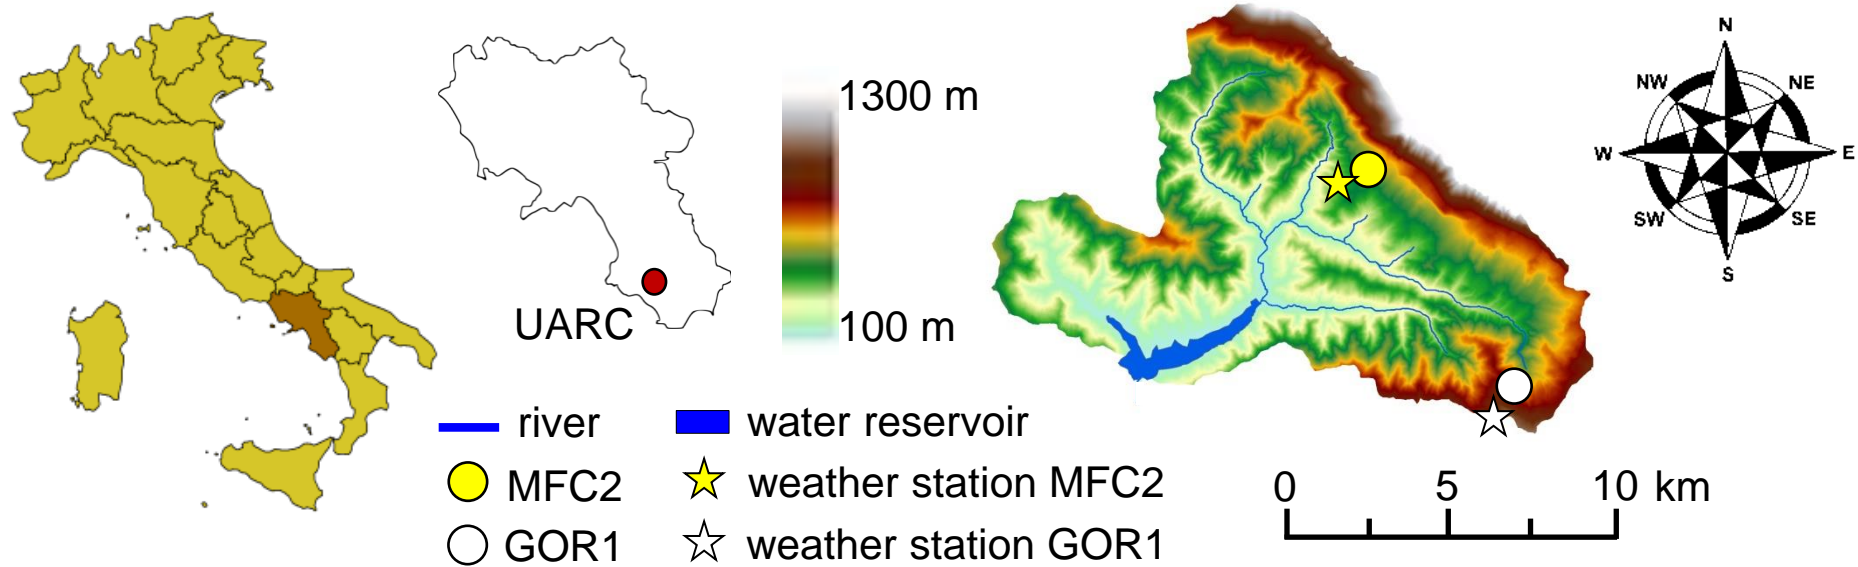 UARC
1300 m
100 m
N
NE
E
SE
S
SW
W
NW
river
water reservoir
MFC2
weather station MFC2
GOR1
weather station GOR1
0 5 10 km